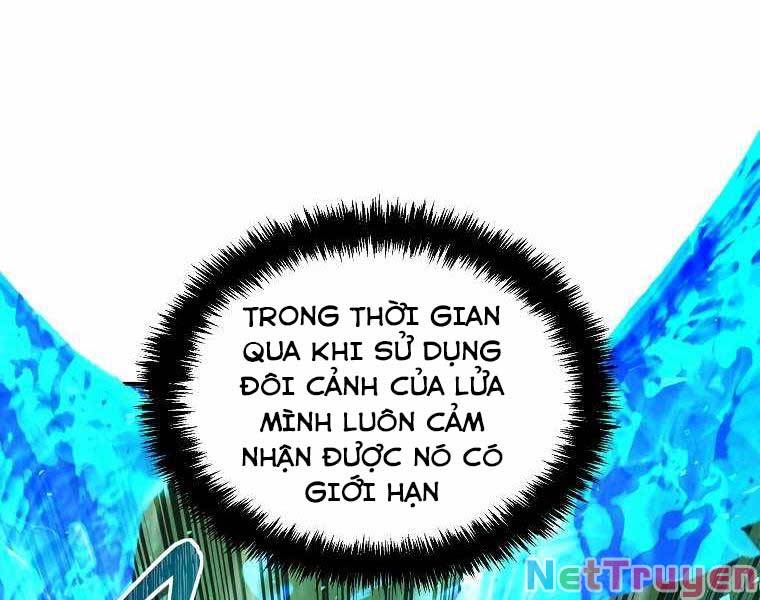 TRONG THỜI GIAN
QUA KHI SỬ DỤNG
ĐÔI CẢNH CỦA LỬA
MÌNH LUÔN CẢM
NHẬN ĐƯỢC NÓ CÓ
GIỚI HẠN
NetTruyen